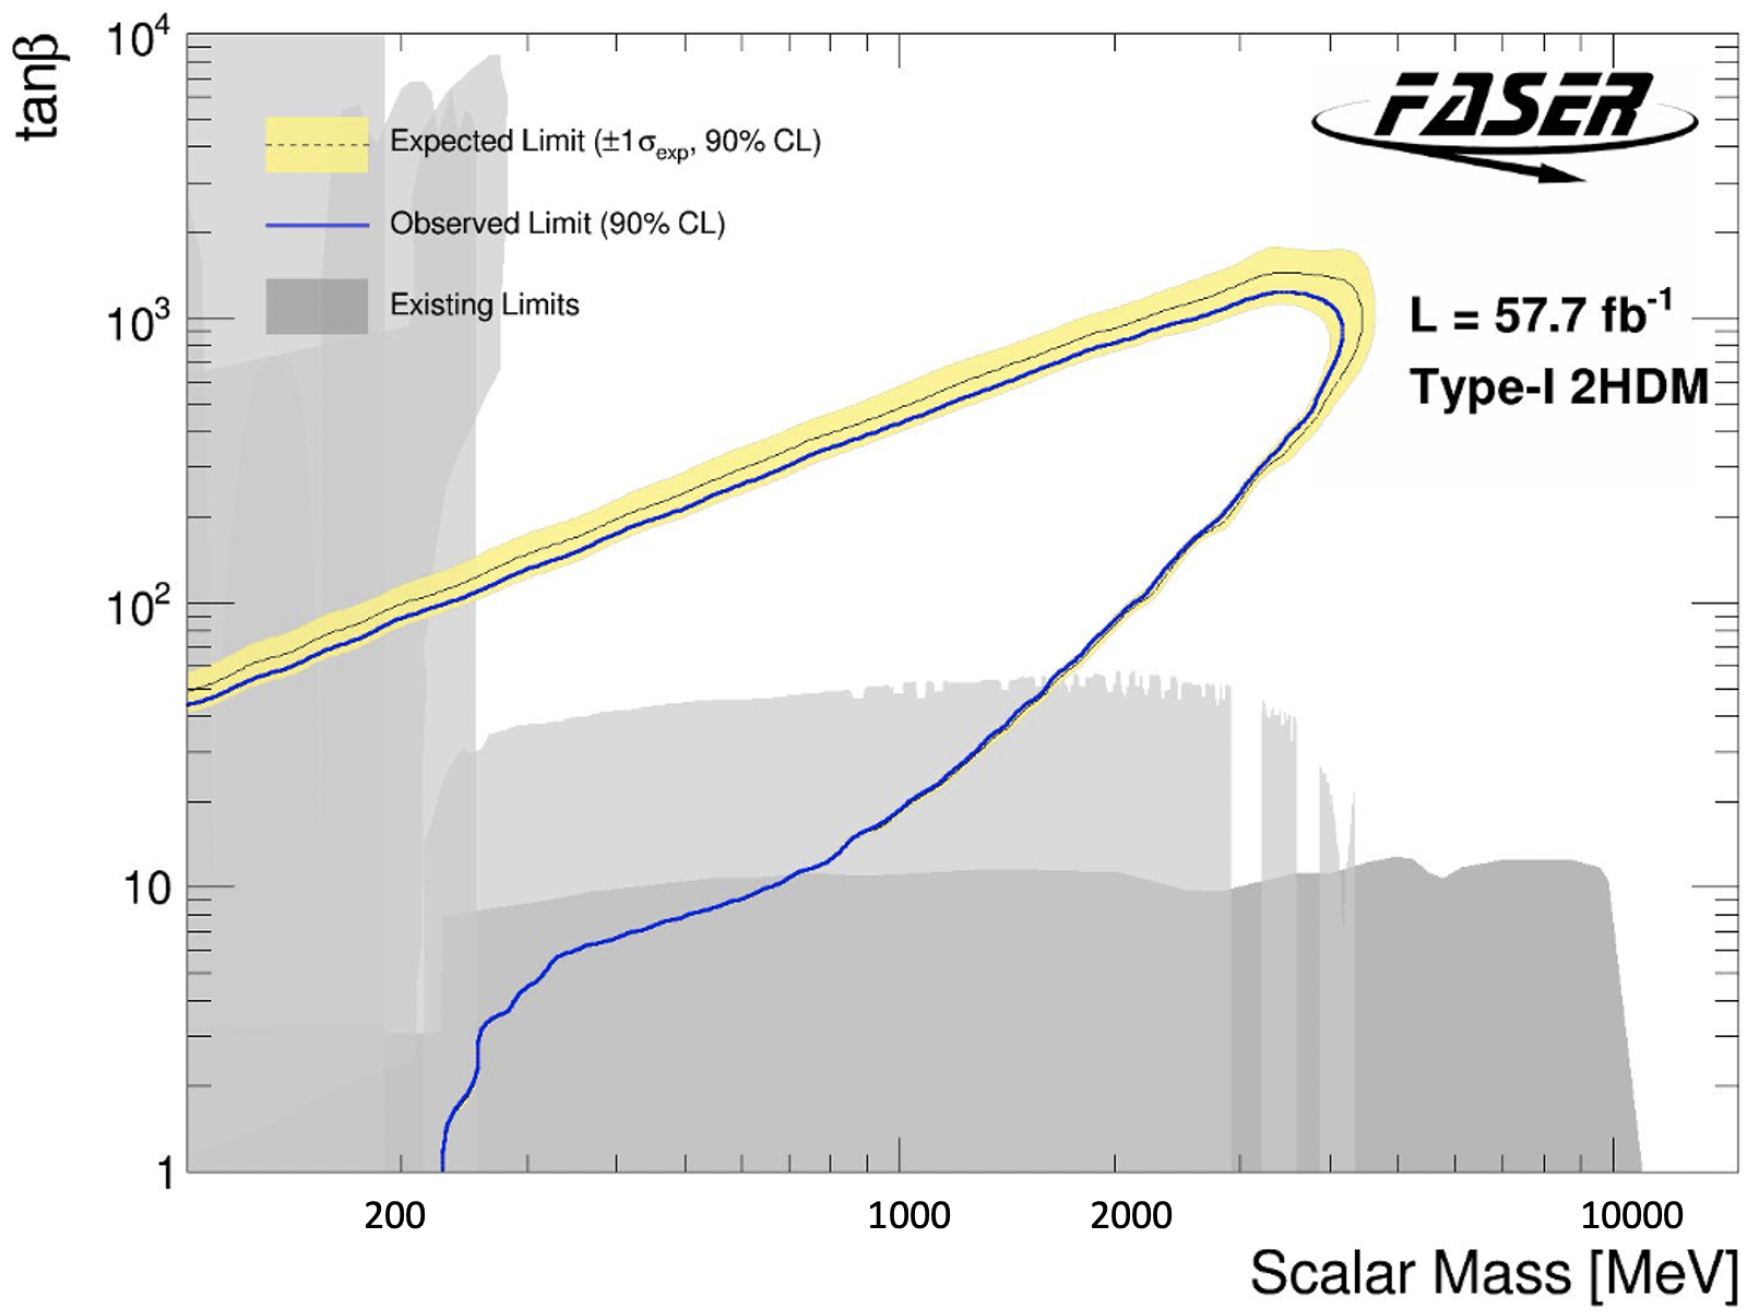 tanβ
10⁴
10³
10²
10
1
Expected Limit (±1σexp, 90% CL)
Observed Limit (90% CL)
Existing Limits
FASER
L = 57.7 fb⁻¹
Type-I 2HDM
200
1000
2000
10000
Scalar Mass [MeV]